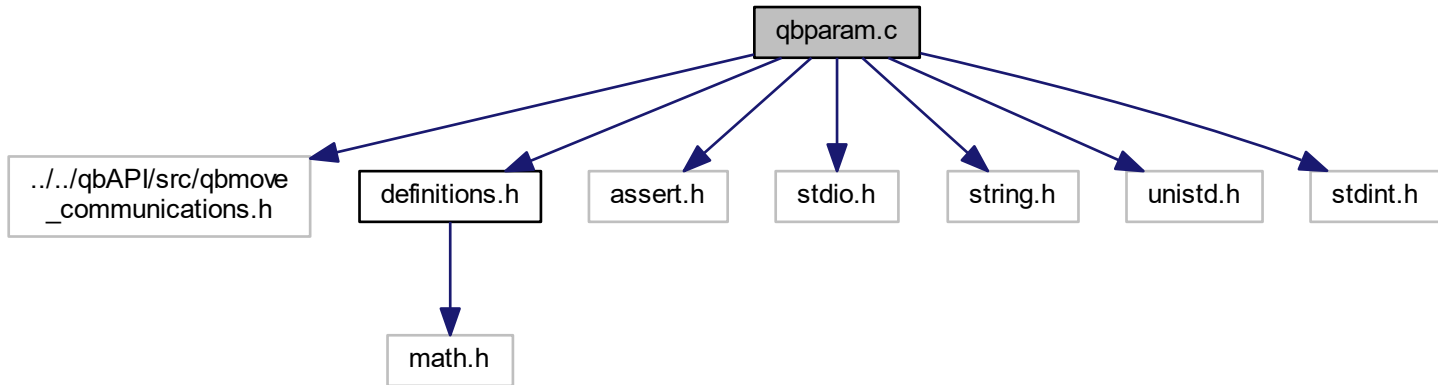 qbparam.c
../../qbAPI/src/qbmove
_communications.h
definitions.h
assert.h
stdio.h
string.h
unistd.h
stdint.h
math.h